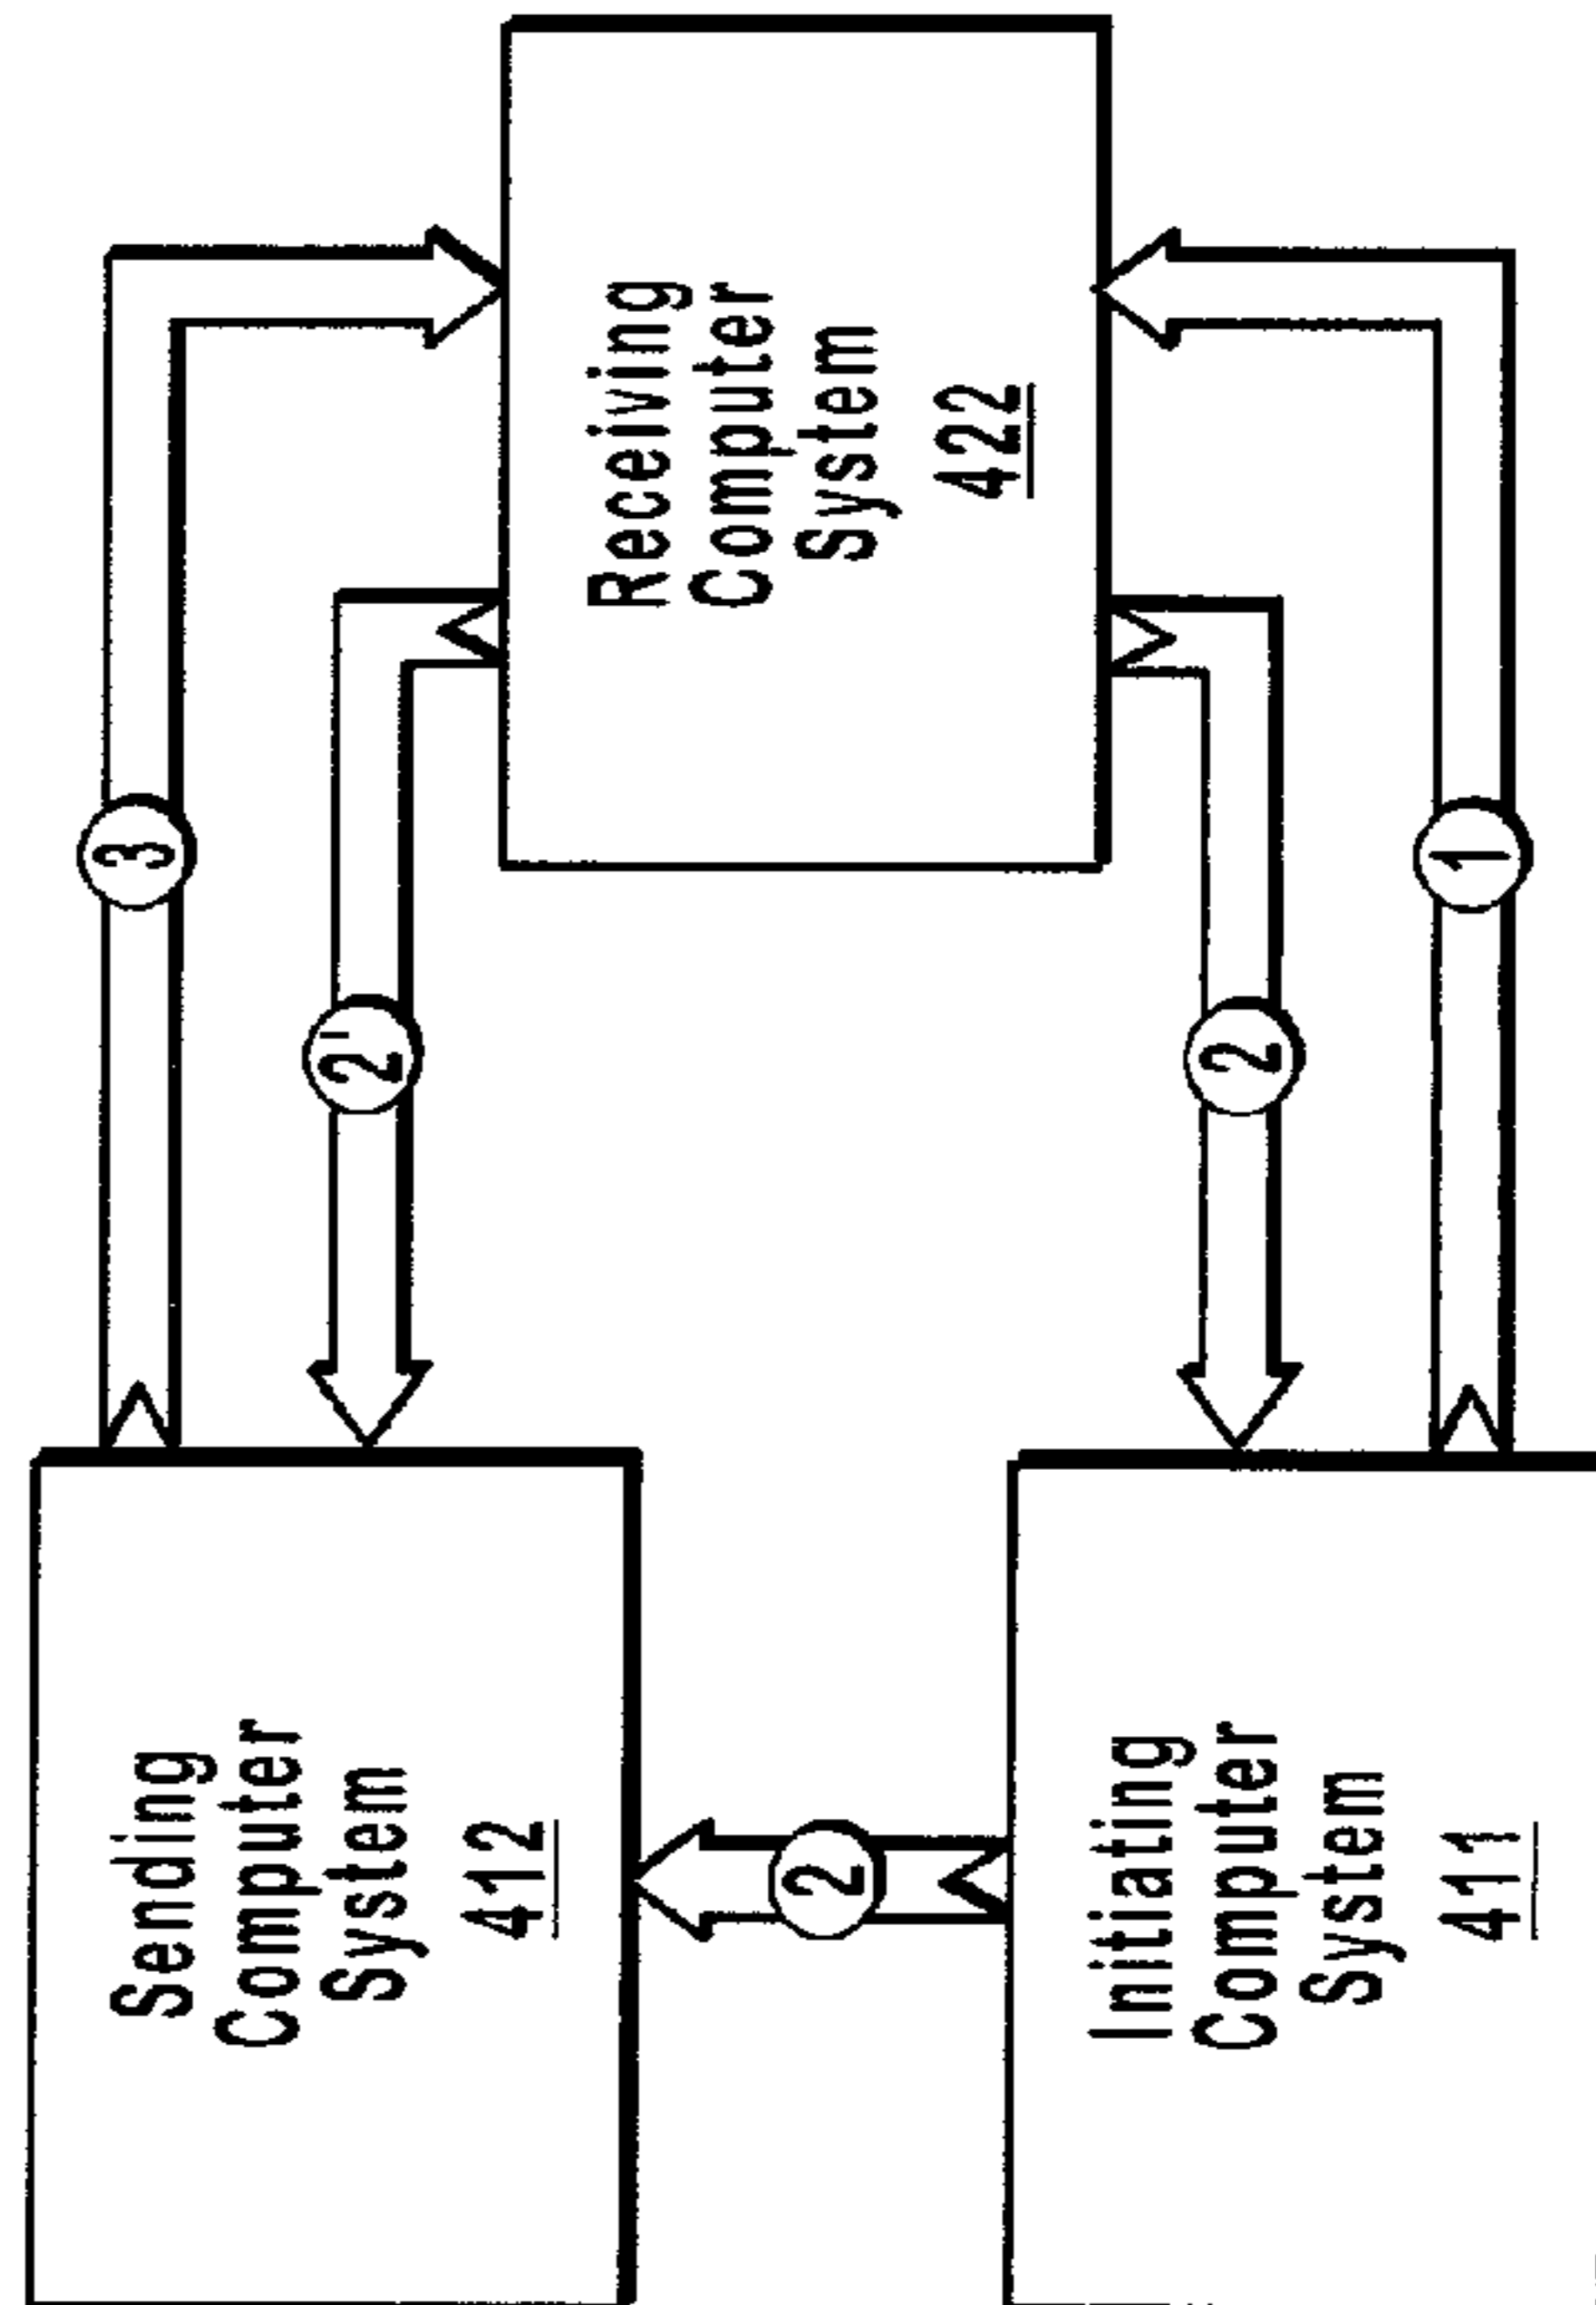 Sending
Computer
System
412
3
2'
2
Receiving
Computer
System
422
2
1
Initiating
Computer
System
411